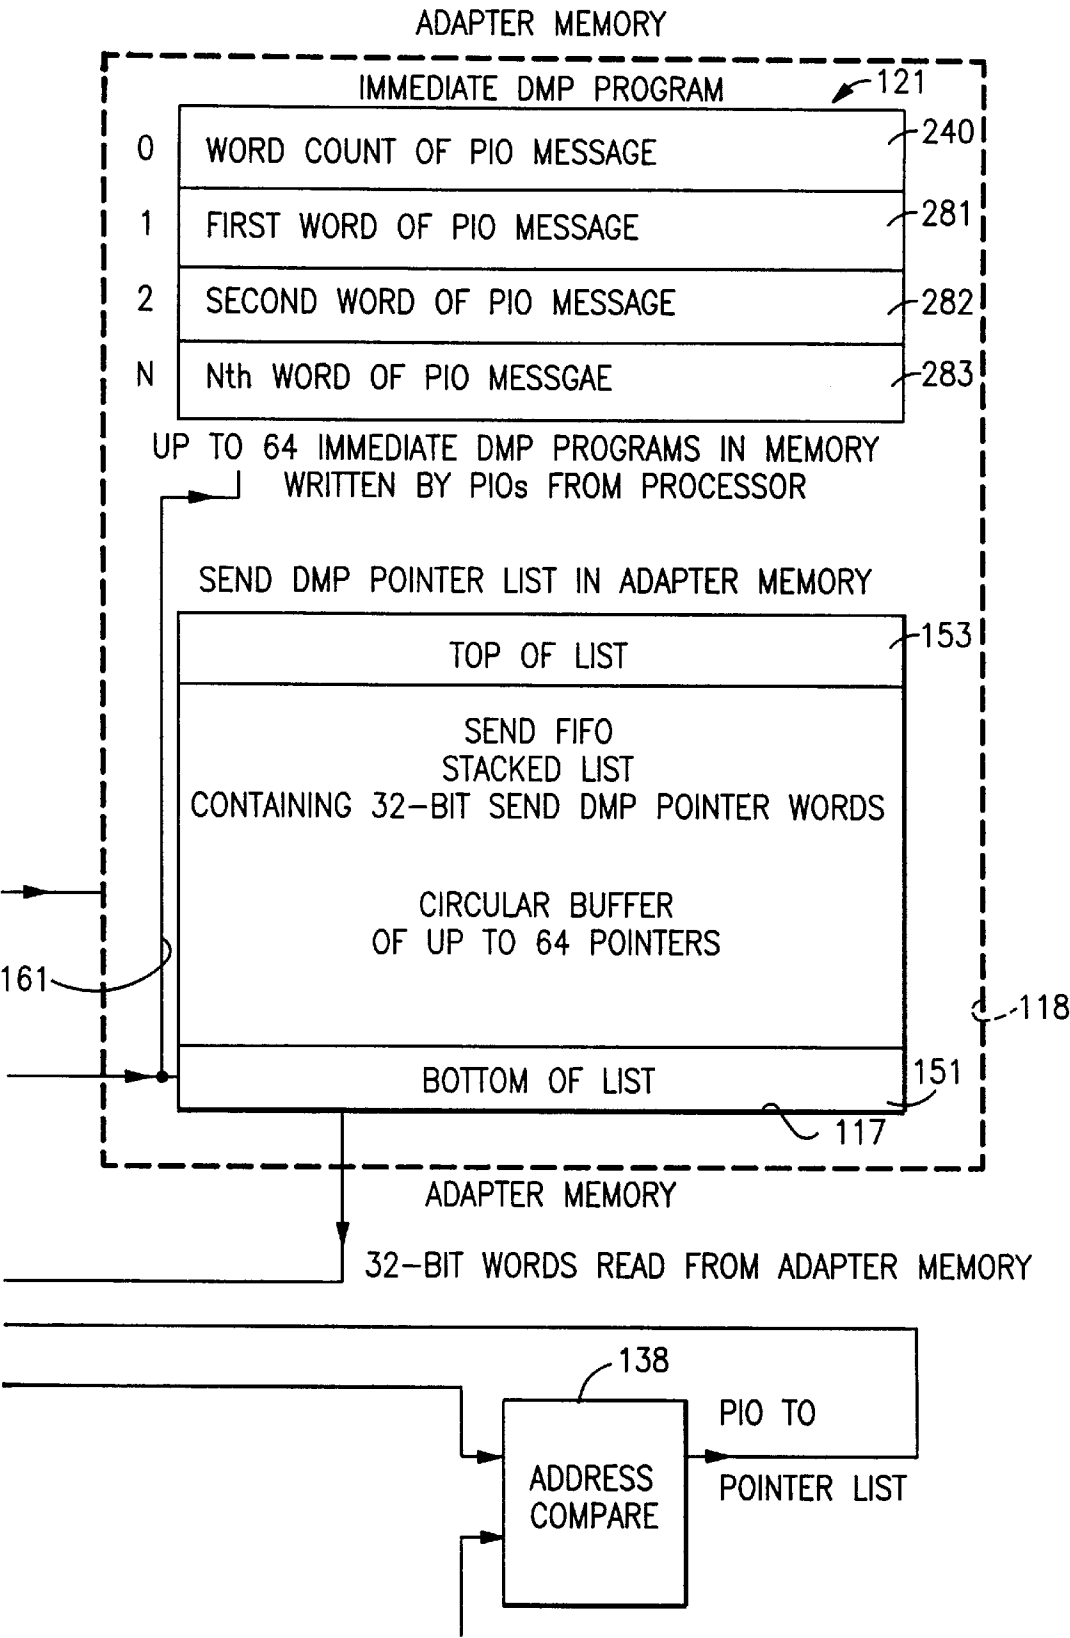 ADAPTER MEMORY
IMMEDIATE DMP PROGRAM
121
0 WORD COUNT OF PIO MESSAGE 240
1 FIRST WORD OF PIO MESSAGE 281
2 SECOND WORD OF PIO MESSAGE 282
N Nth WORD OF PIO MESSGAE 283
UP TO 64 IMMEDIATE DMP PROGRAMS IN MEMORY
WRITTEN BY PIOs FROM PROCESSOR
SEND DMP POINTER LIST IN ADAPTER MEMORY
TOP OF LIST 153
SEND FIFO
STACKED LIST
CONTAINING 32-BIT SEND DMP POINTER WORDS
CIRCULAR BUFFER
OF UP TO 64 POINTERS
161
118
BOTTOM OF LIST 151
117
ADAPTER MEMORY
32-BIT WORDS READ FROM ADAPTER MEMORY
138
PIO TO
POINTER LIST
ADDRESS
COMPARE